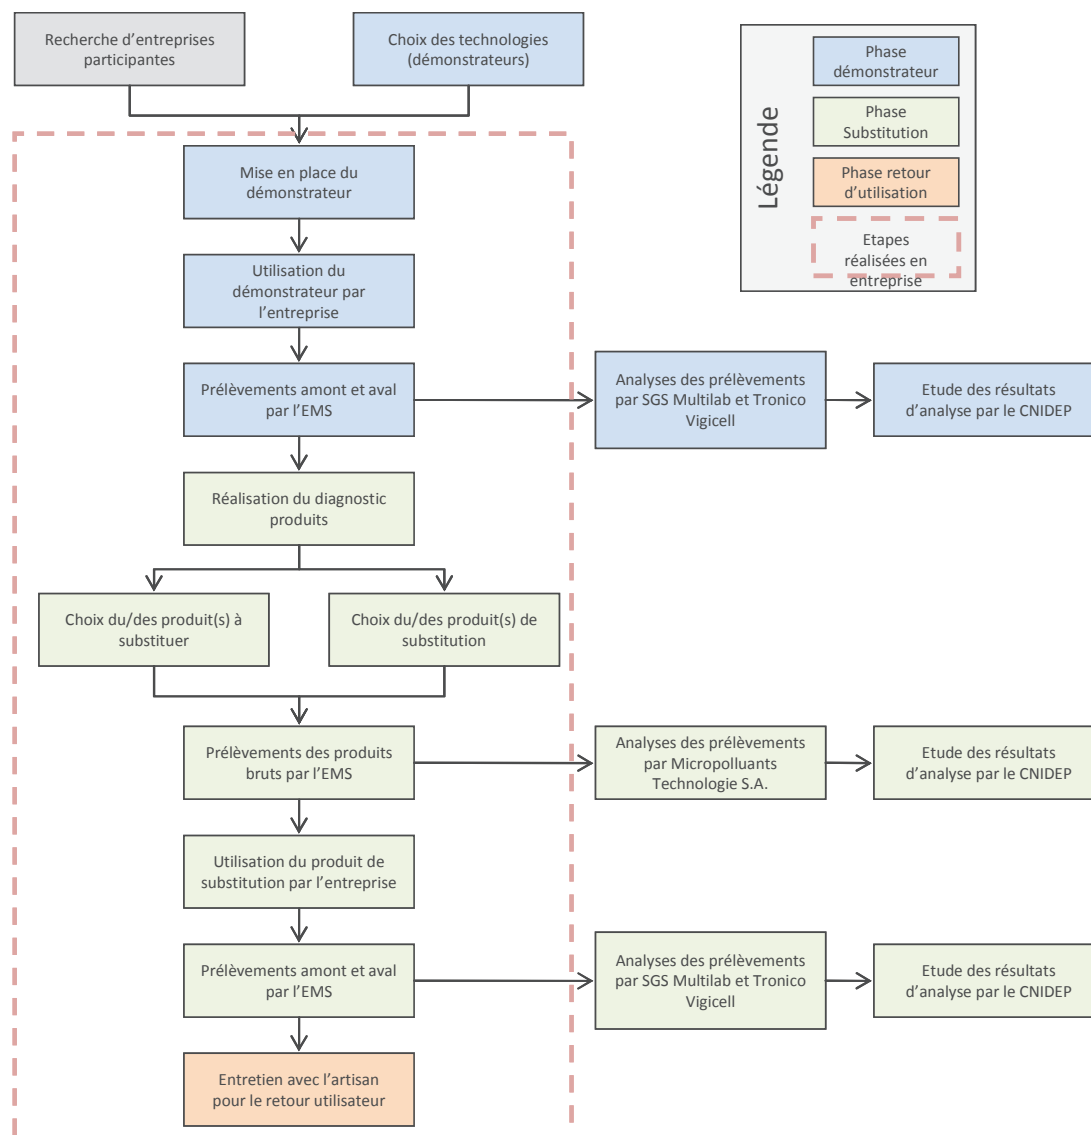 Recherche d’entreprises
participantes
Choix des technologies
(démonstrateurs)
Légende
Phase
démonstrateur
Phase
Substitution
Phase retour
d’utilisation
Etapes
réalisées en
entreprise
Mise en place du
démonstrateur
Utilisation du
démonstrateur par
l’entreprise
Prélèvements amont et aval
par l’EMS
Analyses des prélèvements
par SGS Multilab et Tronico
Vigicell
Etude des résultats
d’analyse par le CNIDEP
Réalisation du diagnostic
produits
Choix du/des produit(s) à
substituer
Choix du/des produit(s) de
substitution
Prélèvements des produits
bruts par l’EMS
Analyses des prélèvements
par Micropolluants
Technologie S.A.
Etude des résultats
d’analyse par le CNIDEP
Utilisation du produit de
substitution par l’entreprise
Prélèvements amont et aval
par l’EMS
Analyses des prélèvements
par SGS Multilab et Tronico
Vigicell
Etude des résultats
d’analyse par le CNIDEP
Entretien avec l’artisan
pour le retour utilisateur